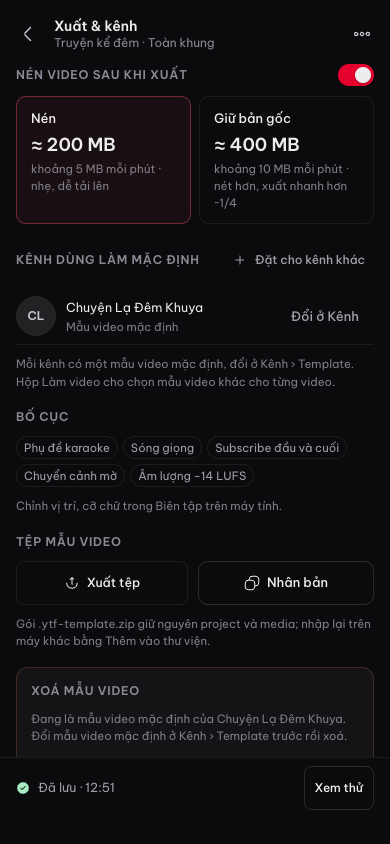 Xuất & kênh
Truyện kể đêm · Toàn khung
NÉN VIDEO SAU KHI XUẤT
Nén
≈ 200 MB
khoảng 5 MB mỗi phút ·
nhẹ, dễ tải lên
Giữ bản gốc
≈ 400 MB
khoảng 10 MB mỗi phút ·
nét hơn, xuất nhanh hơn
~1/4
KÊNH DÙNG LÀM MẶC ĐỊNH
Đặt cho kênh khác
CL
Chuyện Lạ Đêm Khuya
Mẫu video mặc định
Đổi ở Kênh
Mỗi kênh có một mẫu video mặc định, đổi ở Kênh › Template.
Hộp Làm video cho chọn mẫu video khác cho từng video.
BỐ CỤC
Phụ đề karaoke
Sóng giọng
Subscribe đầu và cuối
Chuyển cảnh mờ
Âm lượng -14 LUFS
Chỉnh vị trí, cỡ chữ trong Biên tập trên máy tính.
TỆP MẪU VIDEO
Xuất tệp
Nhân bản
Gói .ytf-template.zip giữ nguyên project và media; nhập lại trên
máy khác bằng Thêm vào thư viện.
XOÁ MẪU VIDEO
Đang là mẫu video mặc định của Chuyện Lạ Đêm Khuya.
Đổi mẫu video mặc định ở Kênh › Template trước rồi xoá.
Đã lưu · 12:51
Xem thử